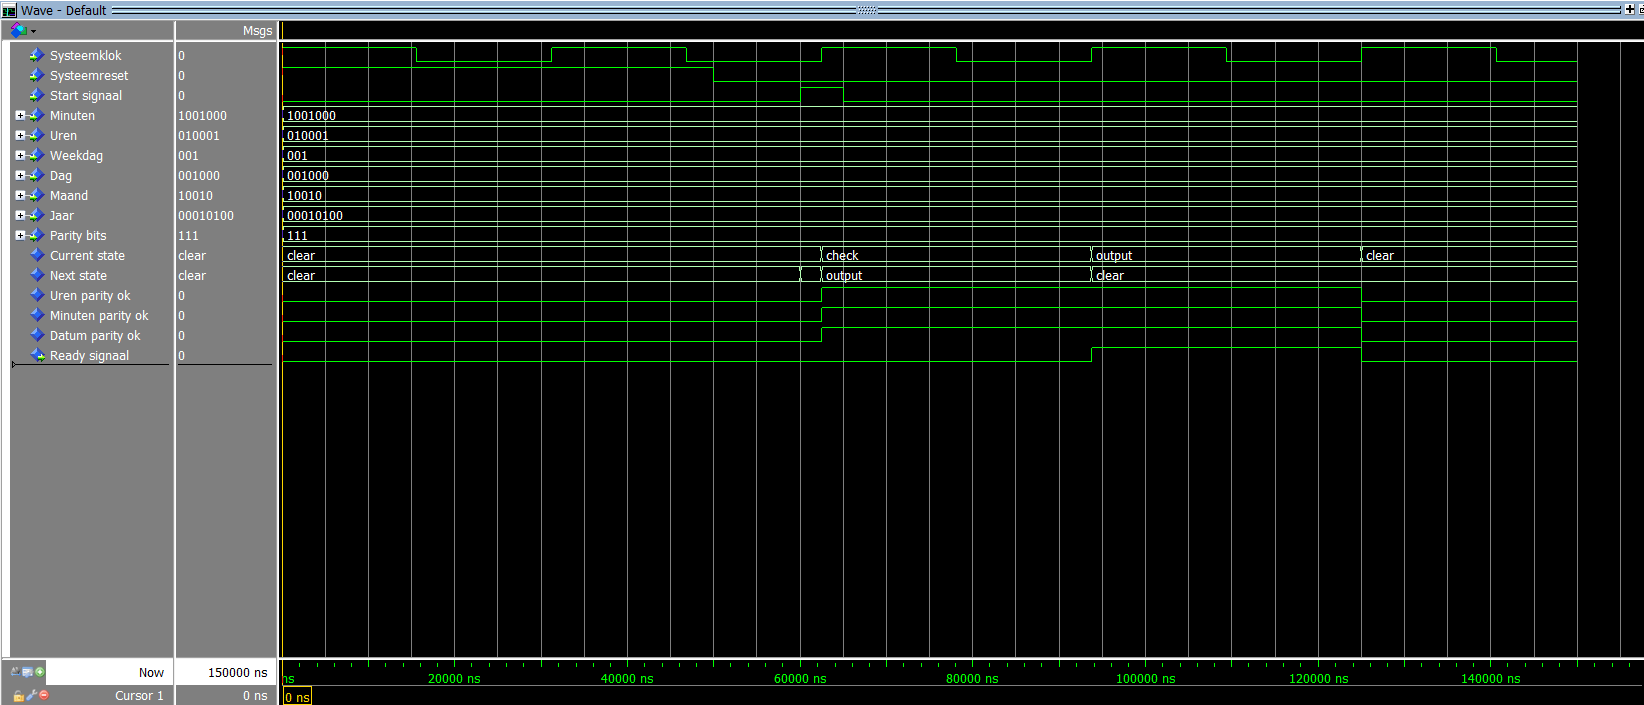 Wave - Default
Msgs
Systeemklok 0
Systeemreset 0
Start signaal 0
Minuten 1001000 1001000
Uren 010001 010001
Weekdag 001 001
Dag 001000 001000
Maand 10010 10010
Jaar 00010100 00010100
Parity bits 111 111
Current state clear clear check output clear
Next state clear clear output clear
Uren parity ok 0
Minuten parity ok 0
Datum parity ok 0
Ready signaal 0
Now 150000 ns ns 20000 ns 40000 ns 60000 ns 80000 ns 100000 ns 120000 ns 140000 ns
Cursor 1 0 ns 0 ns